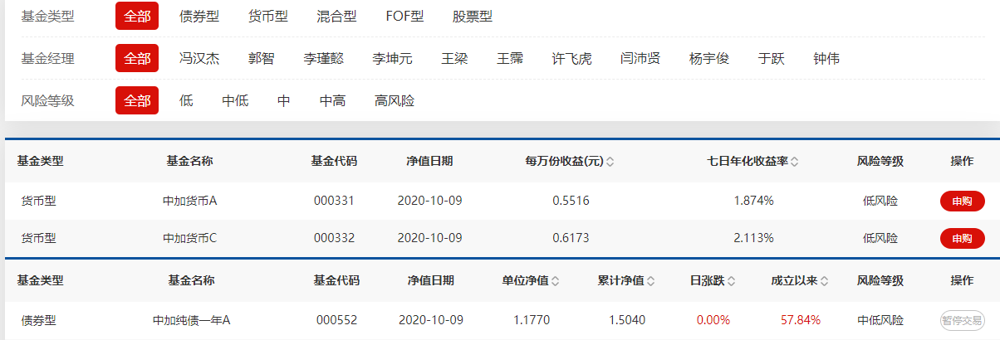 基金类型 全部 债券型 货币型 混合型 FOF型 股票型
基金经理 全部 冯汉杰 郭智 李瑾懿 李坤元 王梁 王霈 许飞虎 闫沛贤 杨宇俊 于跃 钟伟
风险等级 全部 低 中低 中 中高 高风险
基金类型 基金名称 基金代码 净值日期 每万份收益(元) 七日年化收益率 风险等级 操作
货币型 中加货币A 000331 2020-10-09 0.5516 1.874% 低风险 申购
货币型 中加货币C 000332 2020-10-09 0.6173 2.113% 低风险 申购
基金类型 基金名称 基金代码 净值日期 单位净值 累计净值 日涨跌 成立以来 风险等级 操作
债券型 中加纯债一年A 000552 2020-10-09 1.1770 1.5040 0.00% 57.84% 中低风险 暂停交易